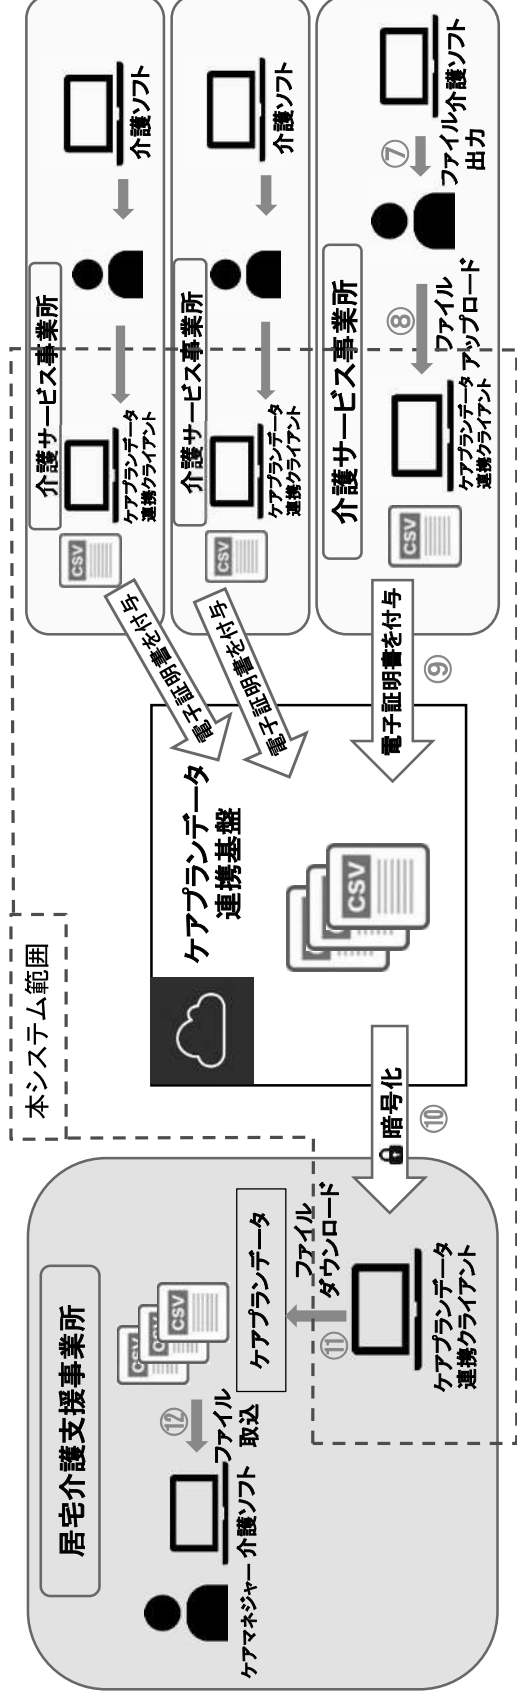 居宅介護支援事業所
ケアマネジャー
介護ソフト
⑫
ファイル
取込
CSV
CSV
CSV
ケアプランデータ
⑪
ファイル
ダウンロード
ケアプランデータ
連携クライアント
本システム範囲
⑩
暗号化
ケアプランデータ
連携基盤
CSV
電子証明書を付与
電子証明書を付与
電子証明書を付与
⑨
介護サービス事業所
CSV
ケアプランデータ
連携クライアント
介護ソフト
介護サービス事業所
CSV
ケアプランデータ
連携クライアント
介護ソフト
介護サービス事業所
CSV
ケアプランデータ
連携クライアント
⑧
ファイル
アップロード
⑦
ファイル
出力
介護ソフト